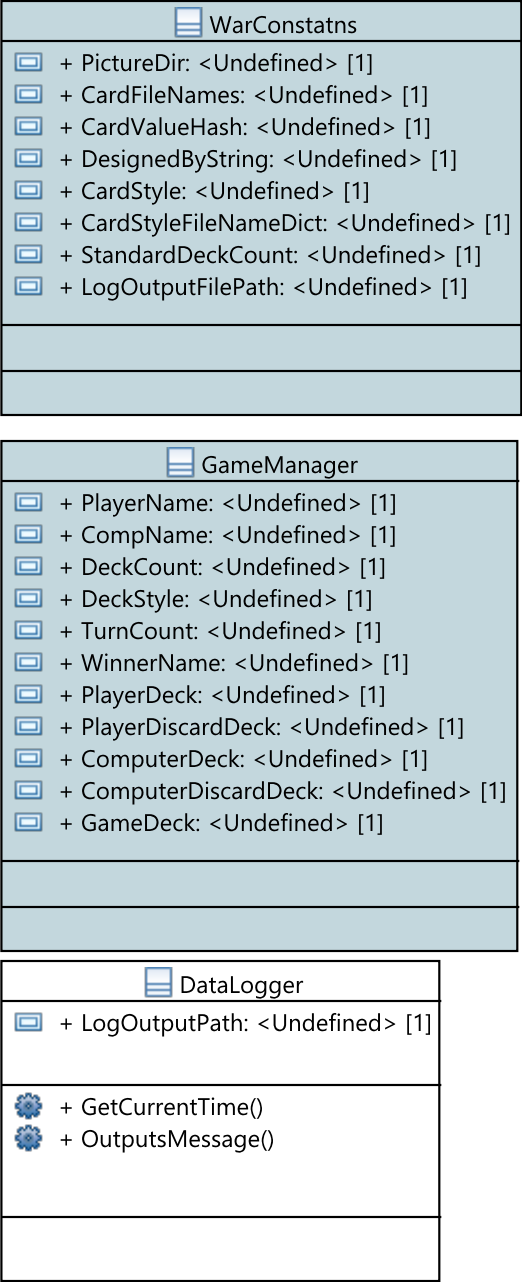 WarConstatns
+ PictureDir: <Undefined> [1]
+ CardFileNames: <Undefined> [1]
+ CardValueHash: <Undefined> [1]
+ DesignedByString: <Undefined> [1]
+ CardStyle: <Undefined> [1]
+ CardStyleFileNameDict: <Undefined> [1]
+ StandardDeckCount: <Undefined> [1]
+ LogOutputFilePath: <Undefined> [1]
GameManager
+ PlayerName: <Undefined> [1]
+ CompName: <Undefined> [1]
+ DeckCount: <Undefined> [1]
+ DeckStyle: <Undefined> [1]
+ TurnCount: <Undefined> [1]
+ WinnerName: <Undefined> [1]
+ PlayerDeck: <Undefined> [1]
+ PlayerDiscardDeck: <Undefined> [1]
+ ComputerDeck: <Undefined> [1]
+ ComputerDiscardDeck: <Undefined> [1]
+ GameDeck: <Undefined> [1]
DataLogger
+ LogOutputPath: <Undefined> [1]
+ GetCurrentTime()
+ OutputsMessage()